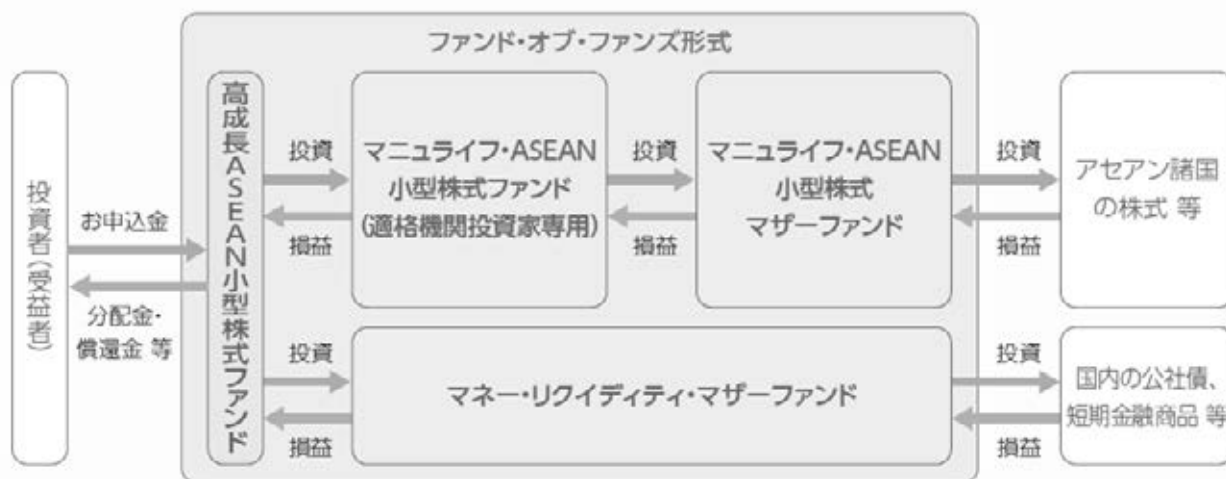 ファンド・オブ・ファンズ形式
投資者(受益者)
お申込金
分配金・
償還金 等
高成長ASEAN小型株式ファンド
投資
損益
マニュライフ・ASEAN
小型株式ファンド
(適格機関投資家専用)
投資
損益
マニュライフ・ASEAN
小型株式
マザーファンド
投資
損益
アセアン諸国
の株式 等
投資
損益
マネー・リクイディティ・マザーファンド
投資
損益
国内の公社債、
短期金融商品 等